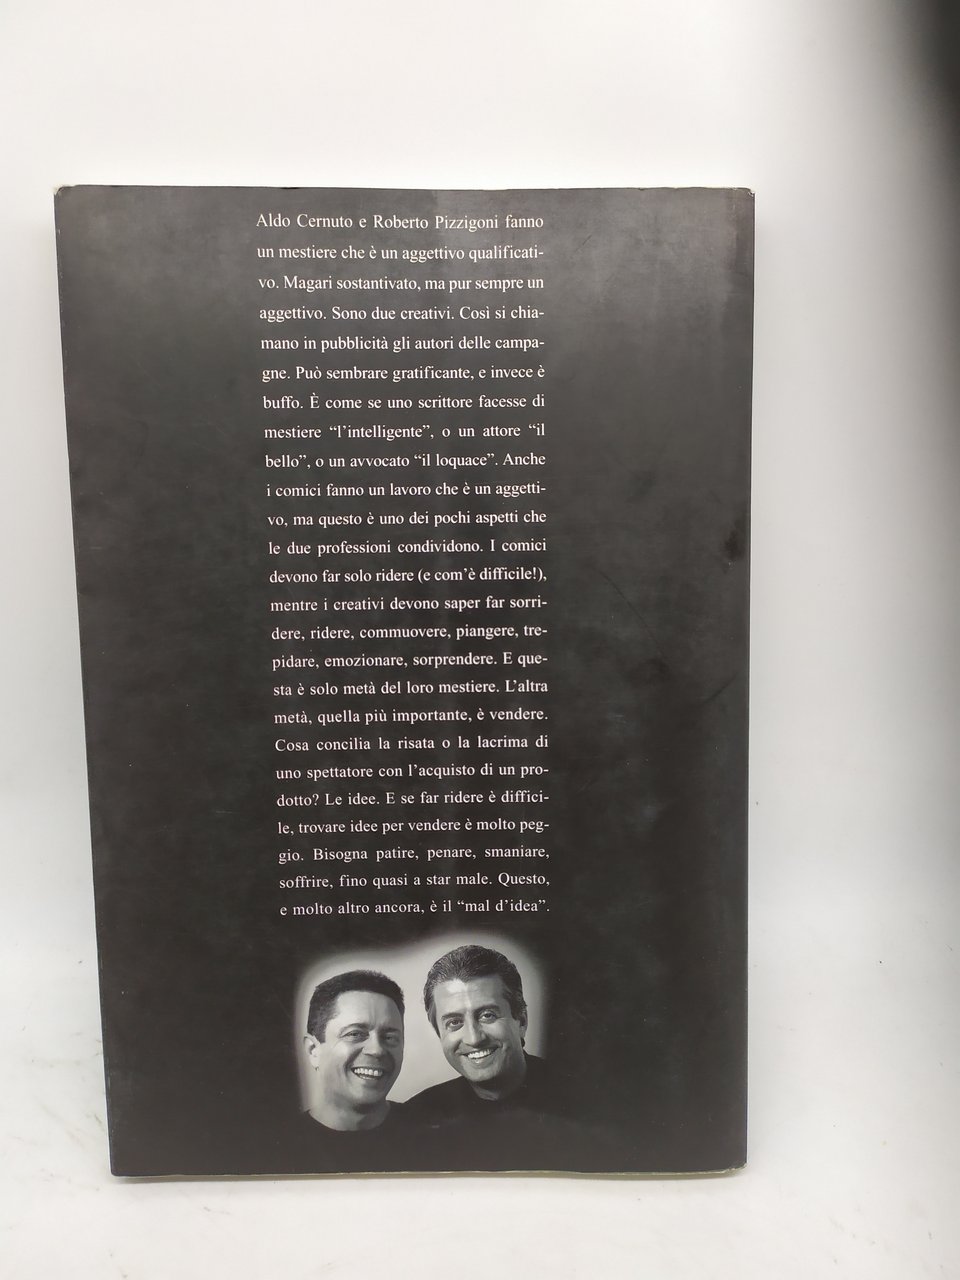 Aldo Cernuto e Roberto Pizzigoni fanno
un mestiere che è un aggettivo qualificati-
vo. Magari sostantivato, ma pur sempre un
aggettivo. Sono due creativi. Così si chia-
mano in pubblicità gli autori delle campa-
gne. Può sembrare gratificante, e invece è
buffo. È come se uno scrittore facesse di
mestiere “l’intelligente”, o un attore “il
bello”, o un avvocato “il loquace”. Anche
i comici fanno un lavoro che è un aggetti-
vo, ma questo è uno dei pochi aspetti che
le due professioni condividono. I comici
devono far solo ridere (e com’è difficile!),
mentre i creativi devono saper far sorri-
dere, ridere, commuovere, piangere, tre-
pidare, emozionare, sorprendere. E que-
sta è solo metà del loro mestiere. L’altra
metà, quella più importante, è vendere.
Cosa concilia la risata o la lacrima di
uno spettatore con l’acquisto di un pro-
dotto? Le idee. E se far ridere è diffici-
le, trovare idee per vendere è molto peg-
gio. Bisogna patire, penare, smaniare,
soffrire, fino quasi a star male. Questo,
e molto altro ancora, è il “mal d’idea”.